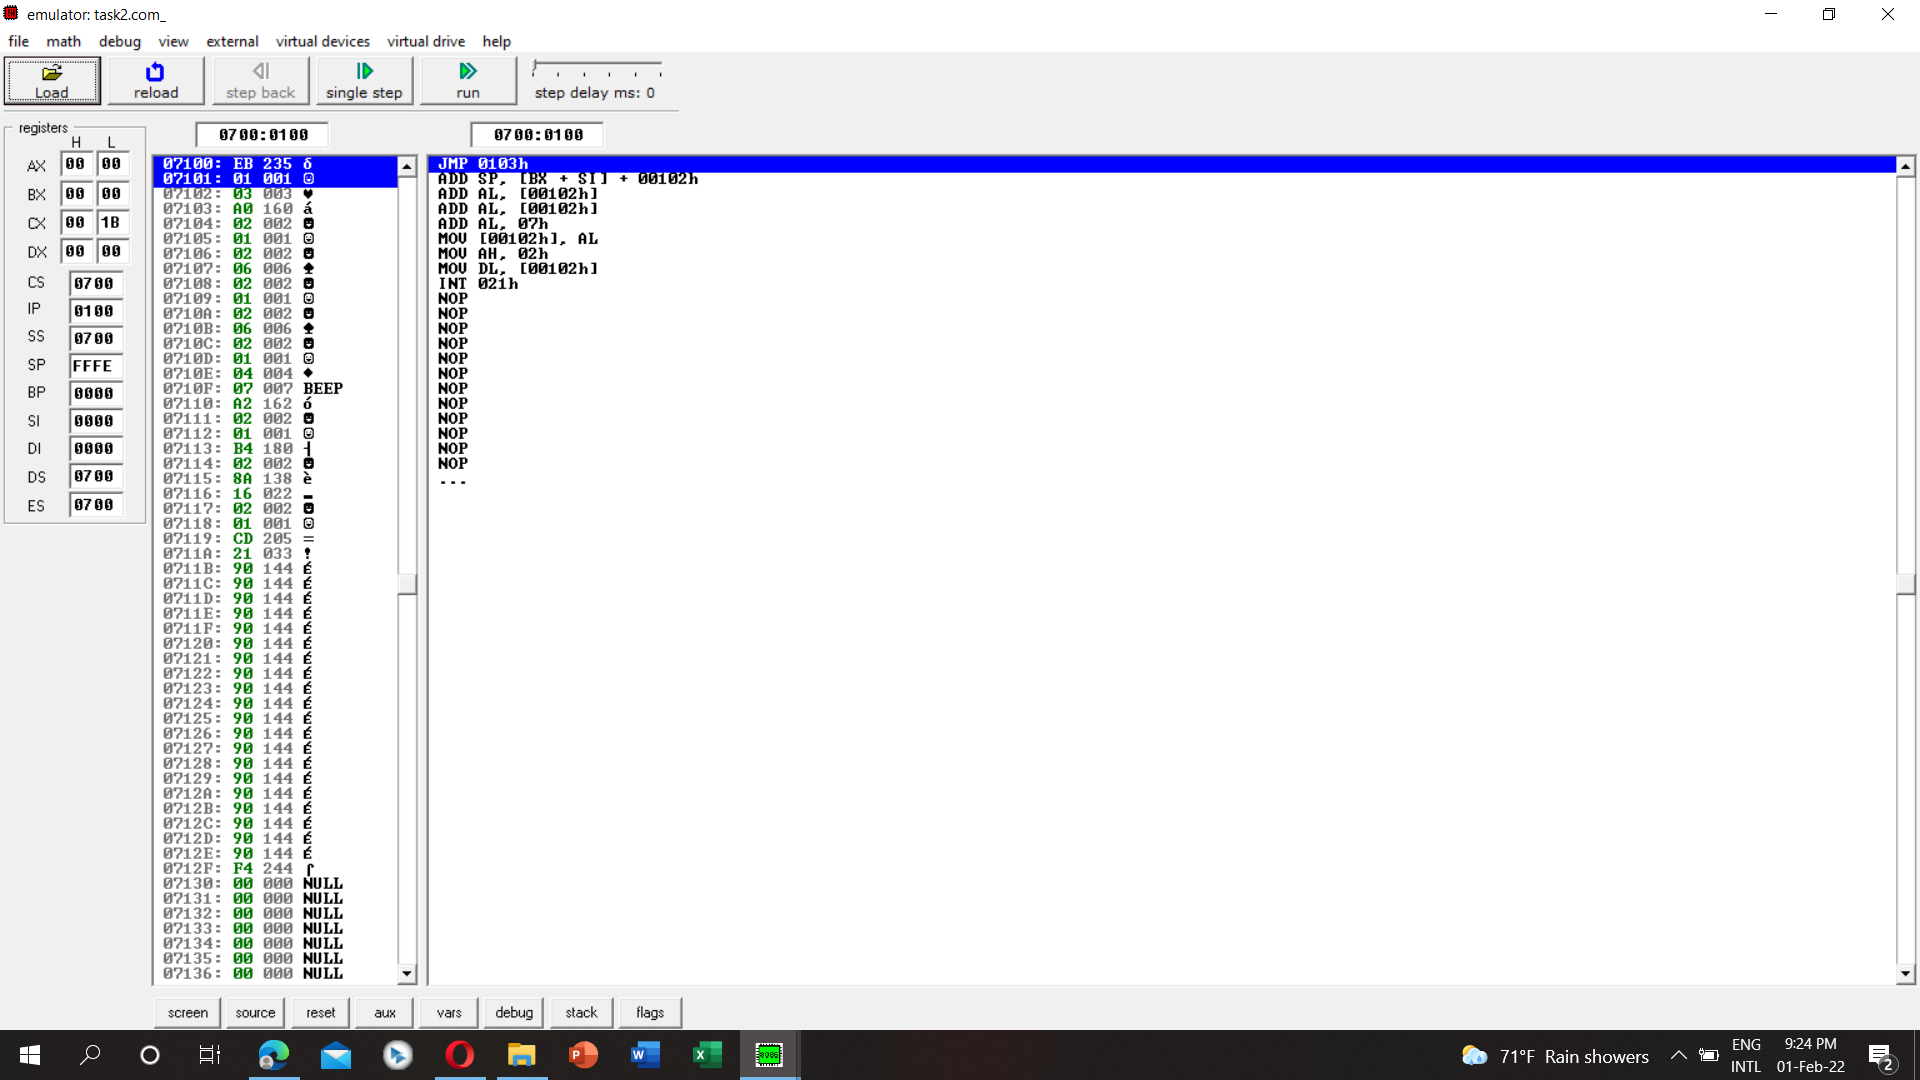 emulator: task2.com_
file math debug view external virtual devices virtual drive help
Load reload step back single step run step delay ms: 0
registers
H L
0700:0100 0700:0100
AX 00 00
BX 00 00
CX 00 1B
DX 00 00
CS 0700
IP 0100
SS 0700
SP FFFE
BP 0000
SI 0000
DI 0000
DS 0700
ES 0700
07100: EB 235 δ
07101: 01 001 ☺
07102: 03 003 ♥
07103: A0 160 á
07104: 02 002 ☻
07105: 01 001 ☺
07106: 02 002 ☻
07107: 06 006 ♠
07108: 02 002 ☻
07109: 01 001 ☺
0710A: 02 002 ☻
0710B: 06 006 ♠
0710C: 02 002 ☻
0710D: 01 001 ☺
0710E: 04 004 ♦
0710F: 07 007 BEEP
07110: A2 162 ó
07111: 02 002 ☻
07112: 01 001 ☺
07113: B4 180 ┤
07114: 02 002 ☻
07115: 8A 138 è
07116: 16 022 ▬
07117: 02 002 ☻
07118: 01 001 ☺
07119: CD 205 =
0711A: 21 033 !
0711B: 90 144 É
0711C: 90 144 É
0711D: 90 144 É
0711E: 90 144 É
0711F: 90 144 É
07120: 90 144 É
07121: 90 144 É
07122: 90 144 É
07123: 90 144 É
07124: 90 144 É
07125: 90 144 É
07126: 90 144 É
07127: 90 144 É
07128: 90 144 É
07129: 90 144 É
0712A: 90 144 É
0712B: 90 144 É
0712C: 90 144 É
0712D: 90 144 É
0712E: 90 144 É
0712F: F4 244 ⌠
07130: 00 000 NULL
07131: 00 000 NULL
07132: 00 000 NULL
07133: 00 000 NULL
07134: 00 000 NULL
07135: 00 000 NULL
07136: 00 000 NULL
JMP 0103h
ADD SP, [BX + SI] + 00102h
ADD AL, [00102h]
ADD AL, [00102h]
ADD AL, 07h
MOV [00102h], AL
MOV AH, 02h
MOV DL, [00102h]
INT 021h
NOP
NOP
NOP
NOP
NOP
NOP
NOP
NOP
NOP
NOP
NOP
NOP
...
screen source reset aux vars debug stack flags
8086
71°F Rain showers
ENG
INTL
9:24 PM
01-Feb-22
2